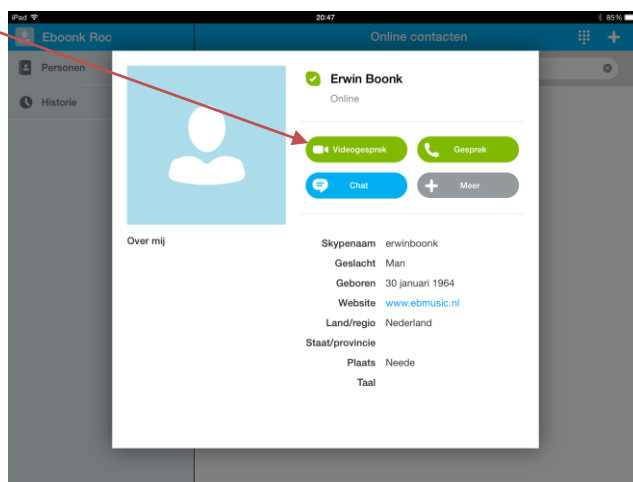 iPad 20:47 85%
Eboonk Roc
Online contacten
Personen
Historie
Erwin Boonk
Online
Videogesprek
Gesprek
Chat
Meer
Over mij
Skypenaam erwinboonk
Geslacht Man
Geboren 30 januari 1964
Website www.ebmusic.nl
Land/regio Nederland
Staat/provincie
Plaats Neede
Taal